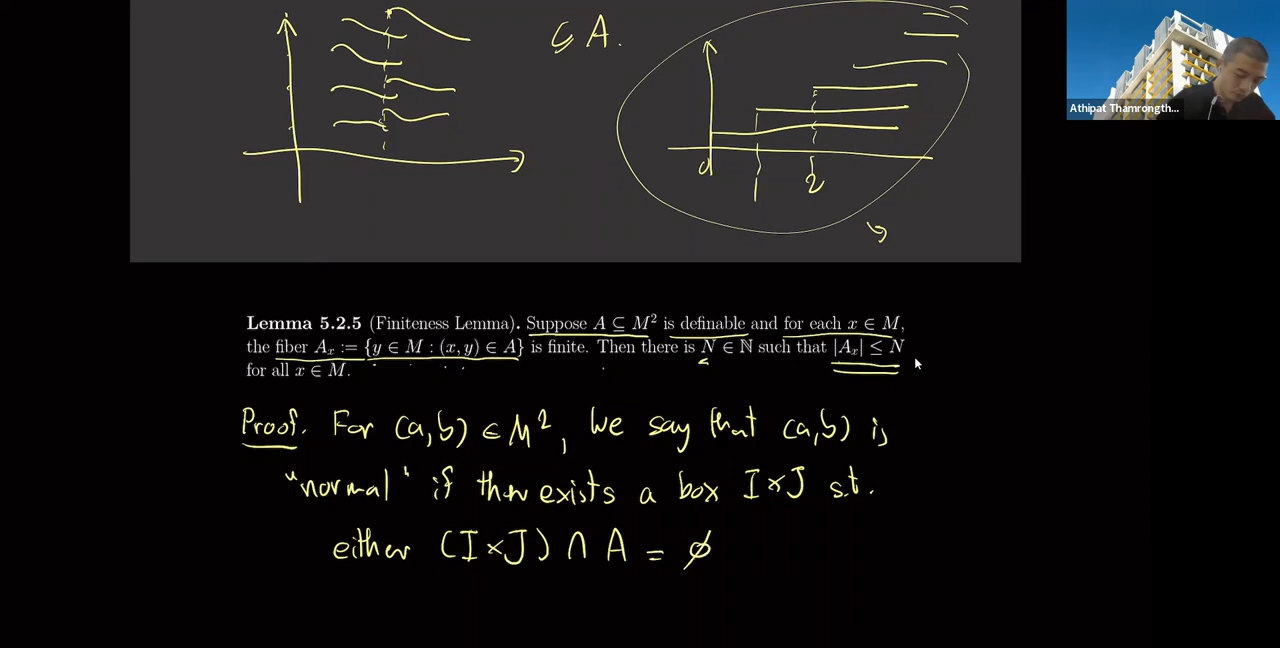 ⊆ A.
0
1
2
Athipat Thamrongth...
Lemma 5.2.5 (Finiteness Lemma). Suppose A ⊆ M² is definable and for each x ∈ M,
the fiber Aₓ := {y ∈ M : (x, y) ∈ A} is finite. Then there is N ∈ ℕ such that |Aₓ| ≤ N
for all x ∈ M.
Proof. For (a,b) ∈ M², we say that (a,b) is
"normal" if ther exists a box I×J s.t.
either (I×J) ∩ A = ∅